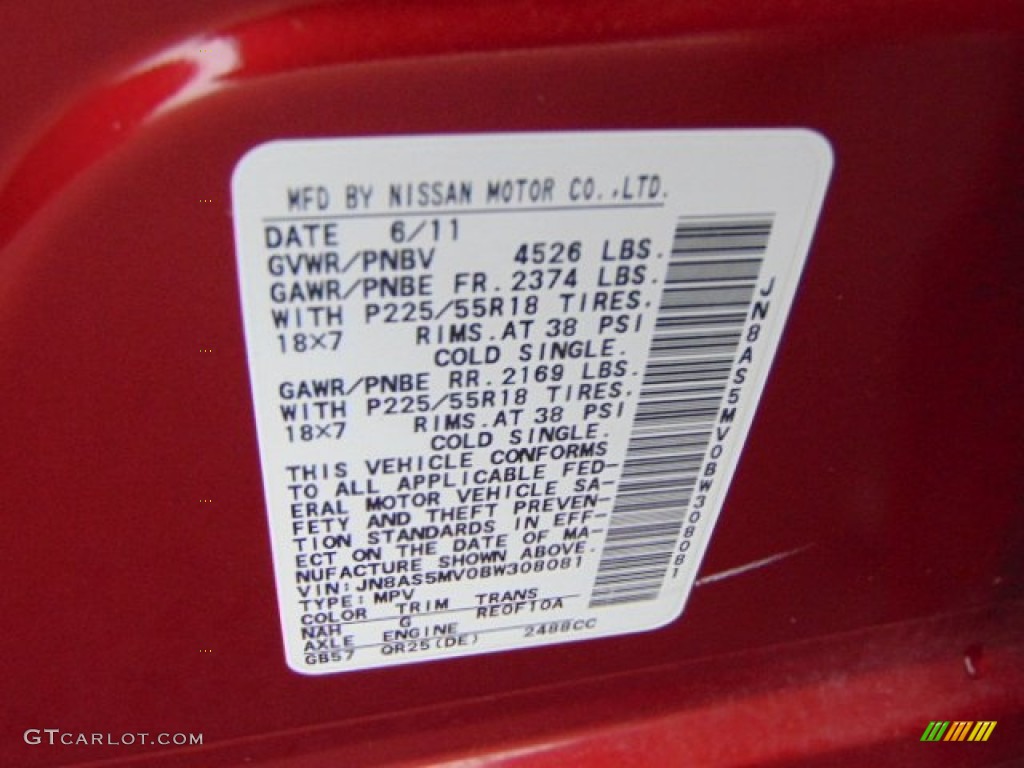 MFD BY NISSAN MOTOR CO.,LTD.
DATE 6/11
GVWR/PNBV 4526 LBS.
GAWR/PNBE FR. 2374 LBS.
WITH P225/55R18 TIRES.
18×7 RIMS.AT 38 PSI
COLD SINGLE.
GAWR/PNBE RR. 2169 LBS.
WITH P225/55R18 TIRES.
18×7 RIMS.AT 38 PSI
COLD SINGLE.
THIS VEHICLE CONFORMS
TO ALL APPLICABLE FED-
ERAL MOTOR VEHICLE SA-
FETY AND THEFT PREVEN-
TION STANDARDS IN EFF-
ECT ON THE DATE OF MA-
NUFACTURE SHOWN ABOVE.
VIN: JN8AS5MV0BW308081
TYPE: MPV
COLOR TRIM TRANS
NAH G RE0F10A
AXLE ENGINE
GB57 QR25(DE) 2488CC
JN8AS5MV0BW308081
GTCARLOT.COM